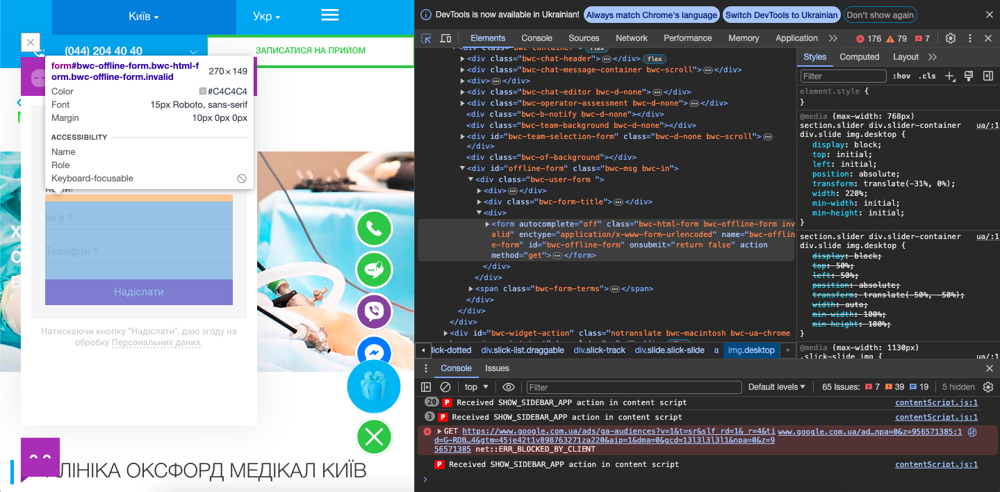 Київ
Укр
(044) 204 40 40
ЗАПИСАТИСЯ НА ПРИЙОМ
form#bwc-offline-form.bwc-html-f
orm.bwc-offline-form.invalid
270 × 149
Color
#C4C4C4
Font
15px Roboto, sans-serif
Margin
10px 0px 0px
ACCESSIBILITY
Name
Role
Keyboard-focusable
Ім'я *
Телефон *
Надіслати
Натискаючи кнопку “Надіслати”, даю згоду на
обробку Персональних даних.
ЛІНІКА ОКСФОРД МЕДІКАЛ КИЇВ
DevTools is now available in Ukrainian!
Always match Chrome's language
Switch DevTools to Ukrainian
Don't show again
Elements
Console
Sources
Network
Performance
Memory
Application
176
79
7
<div class="bwc-container"> flex
<div class="bwc-chat-header"> </div> flex
<div class="bwc-chat-message-container bwc-scroll"> </div>
<div> </div>
<div class="bwc-chat-editor bwc-d-none"> </div>
<div class="bwc-operator-assessment bwc-d-none"> </div>
<div class="bwc-b-notify bwc-d-none"></div>
<div class="bwc-team-background bwc-d-none"></div>
<div id="bwc-team-selection-form" class="bwc-d-none bwc-scroll">
</div>
<div class="bwc-of-background"></div>
<div id="offline-form" class="bwc-msg bwc-in">
<div class="bwc-user-form ">
<div> </div>
<div class="bwc-form-title"> </div>
<div>
<form autocomplete="off" class="bwc-html-form bwc-offline-form inv
alid" enctype="application/x-www-form-urlencoded" name="bwc-offlin
e-form" id="bwc-offline-form" onsubmit="return false" action
method="get"> </form>
</div>
</div>
<span class="bwc-form-terms"> </span>
</div>
</div>
</div>
<div id="bwc-widget-action" class="notranslate bwc-macintosh bwc-ua-chrome
lick-dotted
div.slick-list.draggable
div.slick-track
div.slide.slick-slide
a
img.desktop
Styles
Computed
Layout
Filter
:hov
.cls
element.style {
}
@media (max-width: 768px)
section.slider div.slider-container
ua/:1
div.slide img.desktop {
display: block;
top: initial;
left: initial;
position: absolute;
transform: translate(-31%, 0%);
width: 220%;
min-width: initial;
min-height: initial;
}
section.slider div.slider-container
ua/:1
div.slide img.desktop {
display: block;
top: 50%;
left: 50%;
position: absolute;
transform: translate(-50%, -50%);
width: auto;
min-width: 100%;
min-height: 100%;
}
@media (max-width: 1130px)
.slick-slide img {
ua/:1
Console
Issues
top
Filter
Default levels
65 Issues:
7
39
19
5 hidden
20 P Received SHOW_SIDEBAR_APP action in content script
contentScript.js:1
3 P Received SHOW_SIDEBAR_APP action in content script
contentScript.js:1
GET https://www.google.com.ua/ads/ga-audiences?v=1&t=sr&slf_rd=1&_r=4&ti
www.google.com.ua/ad…npa=0&z=956571385:1
d=G-RDB…4&gtm=45je42t1v898763271za220&aip=1&dma=0&gcd=13l3l3l3l1&npa=0&z=9
56571385 net::ERR_BLOCKED_BY_CLIENT
P Received SHOW_SIDEBAR_APP action in content script
contentScript.js:1